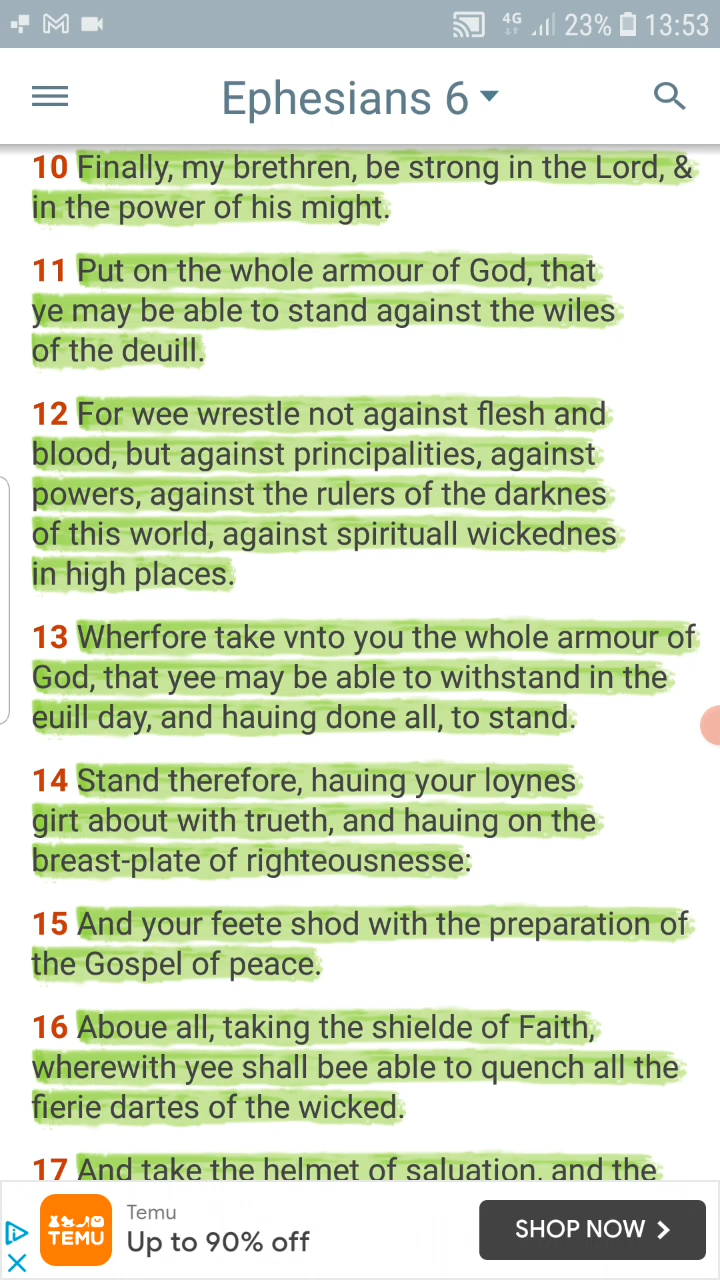 4G 23% 13:53
Ephesians 6
10 Finally, my brethren, be strong in the Lord, &
in the power of his might.
11 Put on the whole armour of God, that
ye may be able to stand against the wiles
of the deuill.
12 For wee wrestle not against flesh and
blood, but against principalities, against
powers, against the rulers of the darknes
of this world, against spirituall wickednes
in high places.
13 Wherfore take vnto you the whole armour of
God, that yee may be able to withstand in the
euill day, and hauing done all, to stand.
14 Stand therefore, hauing your loynes
girt about with trueth, and hauing on the
breast-plate of righteousnesse:
15 And your feete shod with the preparation of
the Gospel of peace.
16 Aboue all, taking the shielde of Faith,
wherewith yee shall bee able to quench all the
fierie dartes of the wicked.
17 And take the helmet of saluation, and the
TEMU
Temu
Up to 90% off
SHOP NOW